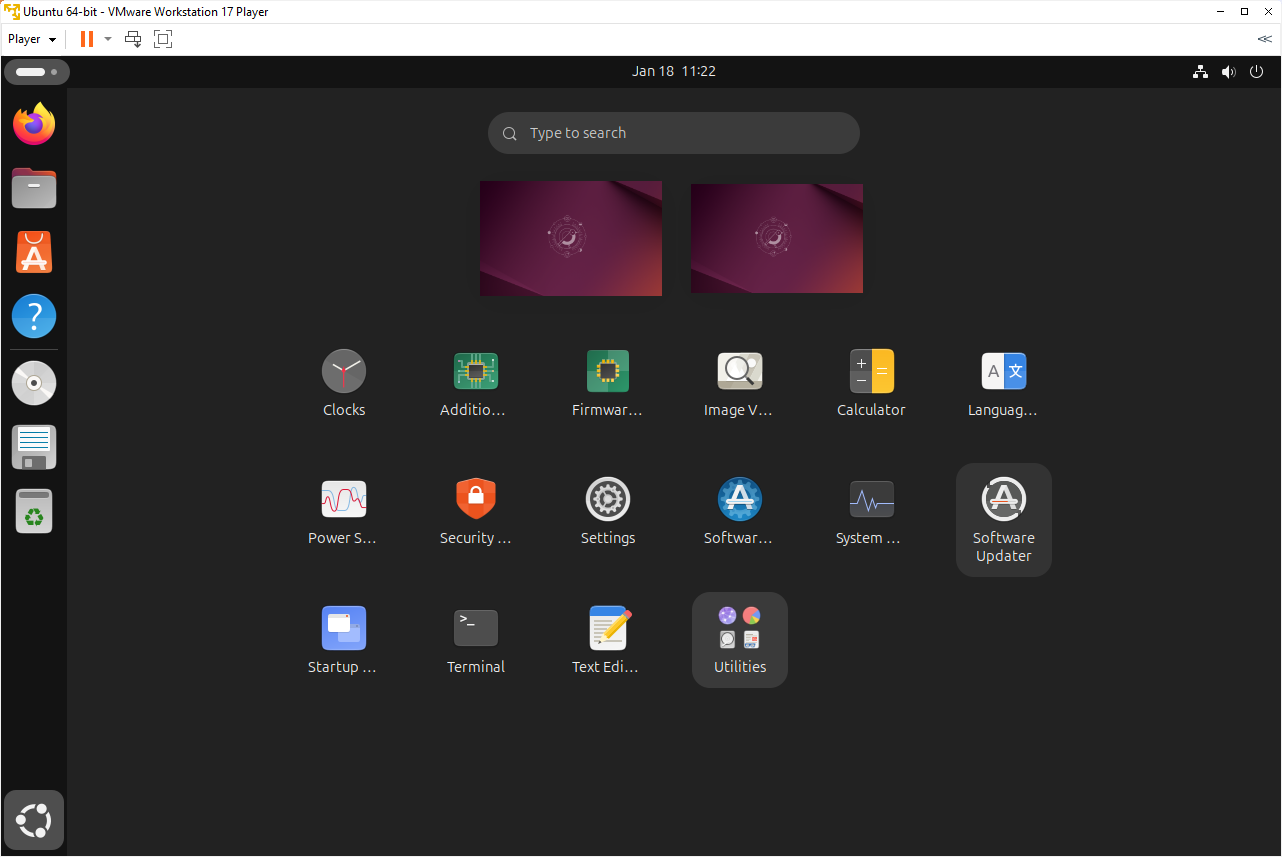 Ubuntu 64-bit - VMware Workstation 17 Player
Player
Jan 18 11:22
Type to search
Clocks
Additio...
Firmwar...
Image V...
Calculator
Languag...
Power S...
Security ...
Settings
Softwar...
System ...
Software
Updater
Startup ...
Terminal
Text Edi...
Utilities